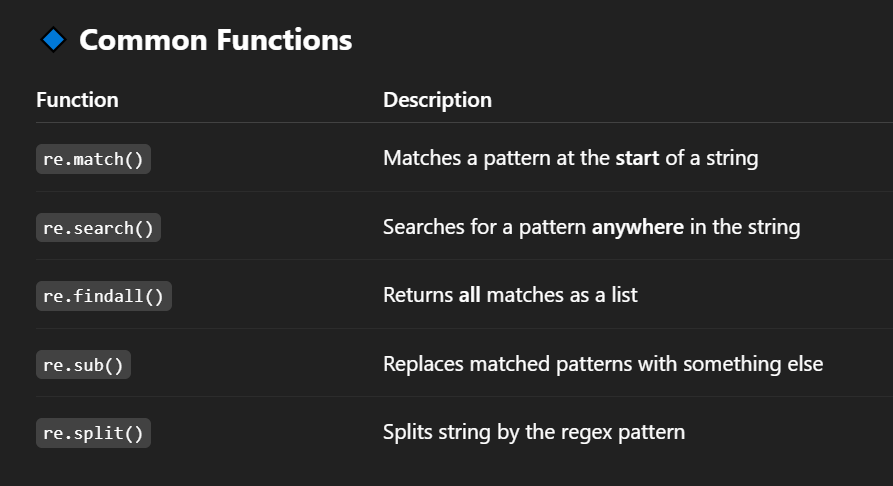 Common Functions
Function Description
re.match() Matches a pattern at the start of a string
re.search() Searches for a pattern anywhere in the string
re.findall() Returns all matches as a list
re.sub() Replaces matched patterns with something else
re.split() Splits string by the regex pattern